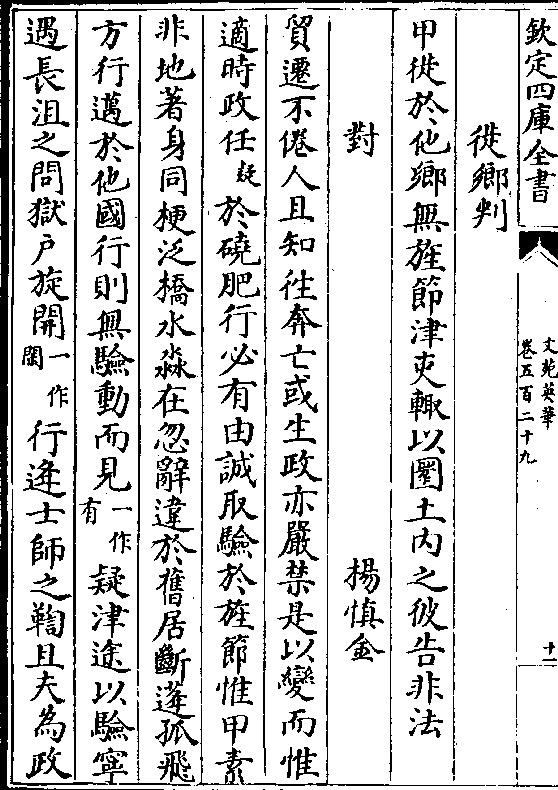 欽定四庫全書
文苑英華
卷五百二十九
十一
徙鄉判
甲徙於他鄉無旌節津吏輙以圜土内之彼告非法
對　楊慎金
貿遷不倦人且知徃奔亡或生政亦嚴禁是以變而惟
適時政任疑於磽肥行必有由誠取驗於旌節惟甲素
非地著身同梗泛橋水淼在忽辭違於舊居斷蓬孤飛
方行邁於他國行則無驗動而見一作有疑津途以驗寧
遇長沮之問獄户旋開一作關行逢士師之鞫且夫為政